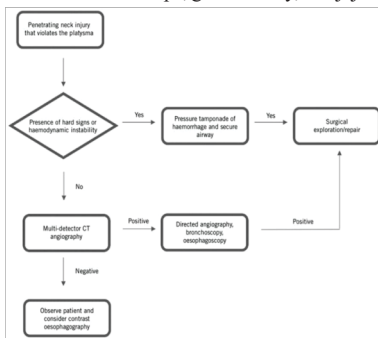 Penetrating neck injury
that violates the platysma
Presence of hard signs or
haemodynamic instability
Yes
Pressure tamponade of
haemorrhage and secure
airway
Yes
Surgical
exploration/repair
No
Multi-detector CT
angiography
Positive
Directed angiography,
bronchoscopy,
oesophagoscopy
Positive
Negative
Observe patient and
consider contrast
oesophagography